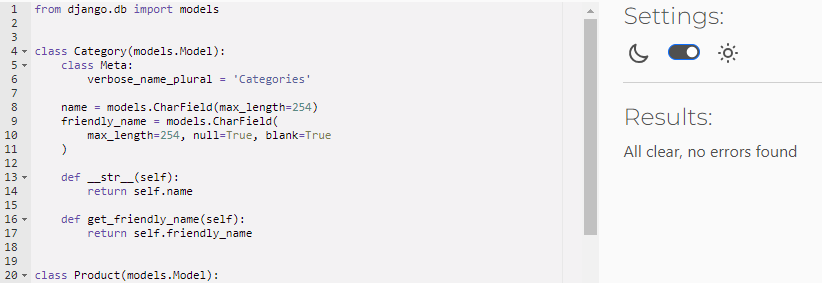 1 from django.db import models
2
3
4 class Category(models.Model):
5     class Meta:
6         verbose_name_plural = 'Categories'
7
8     name = models.CharField(max_length=254)
9     friendly_name = models.CharField(
10         max_length=254, null=True, blank=True
11     )
12
13     def __str__(self):
14         return self.name
15
16     def get_friendly_name(self):
17         return self.friendly_name
18
19
20 class Product(models.Model):
Settings:
Results:
All clear, no errors found